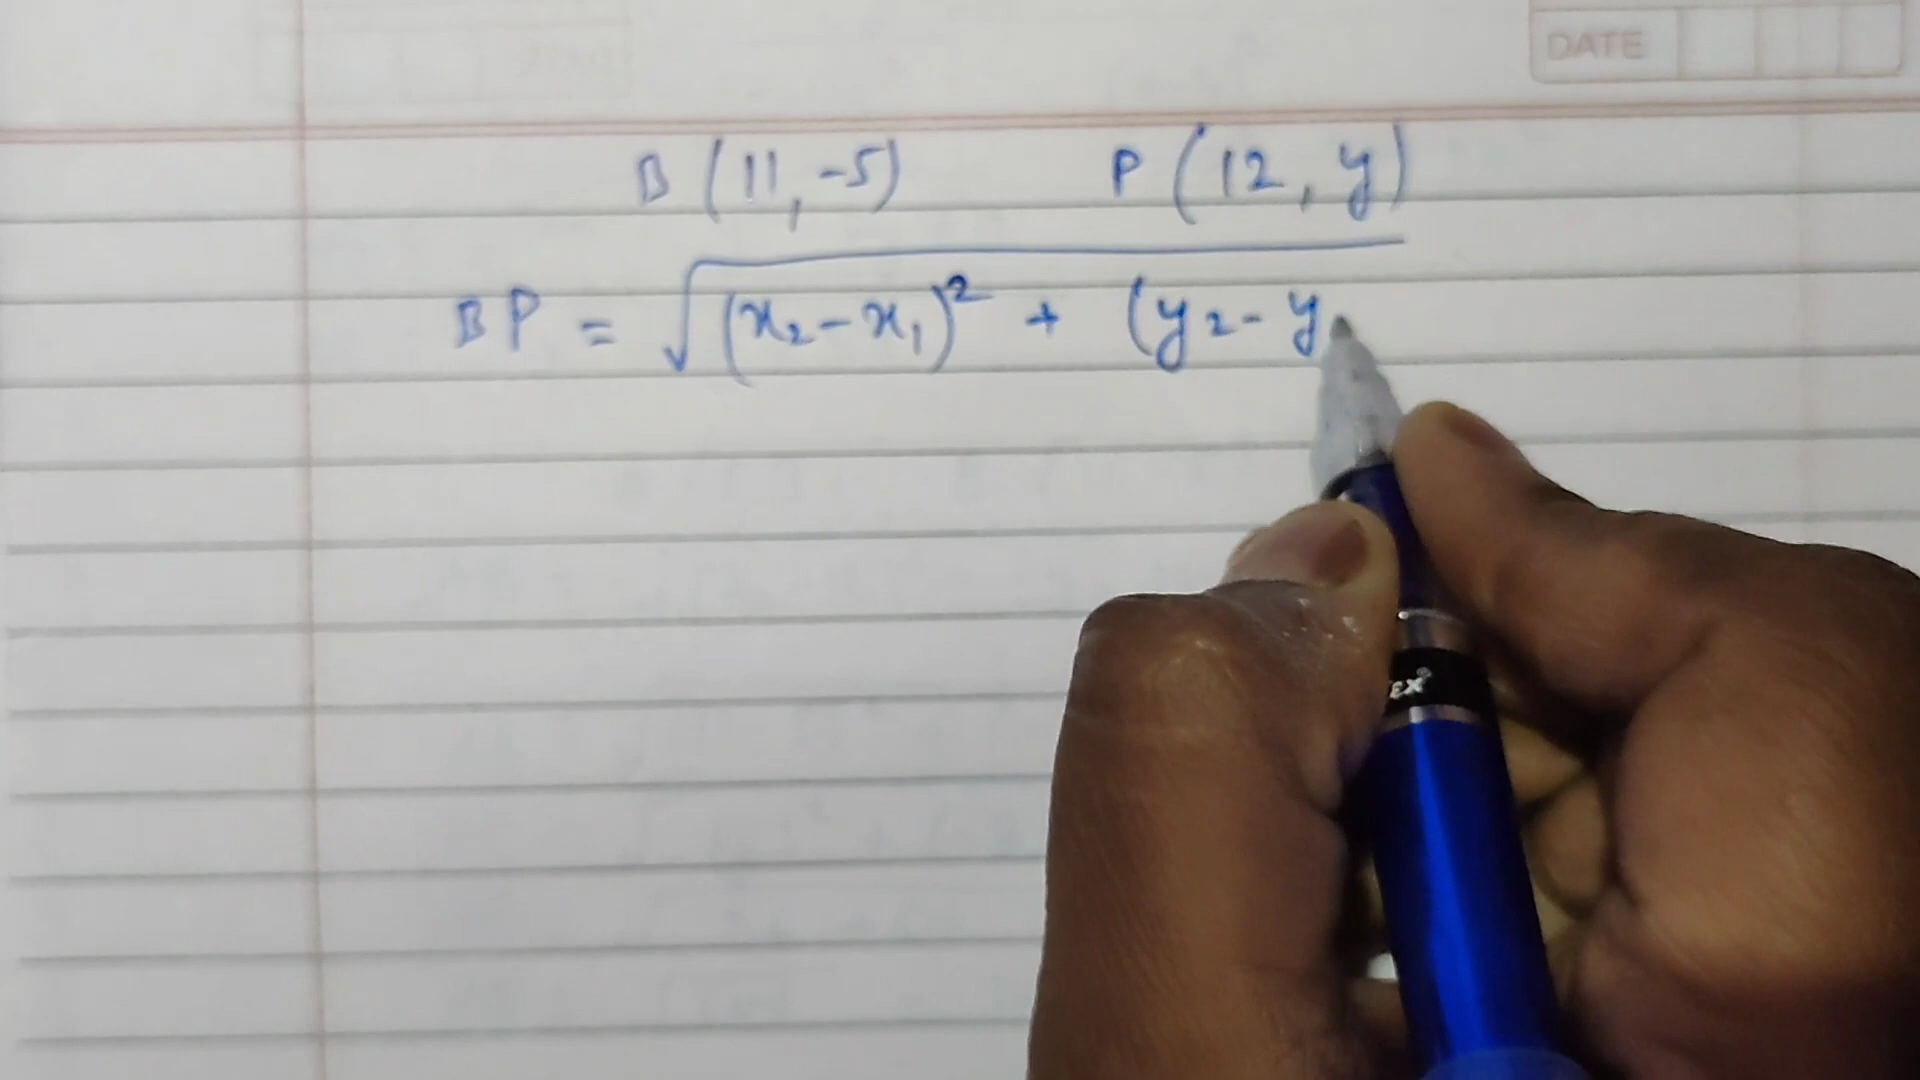 DATE
B (11, -5) P (12, y)
BP = √(x₂ - x₁)² + (y₂ - y